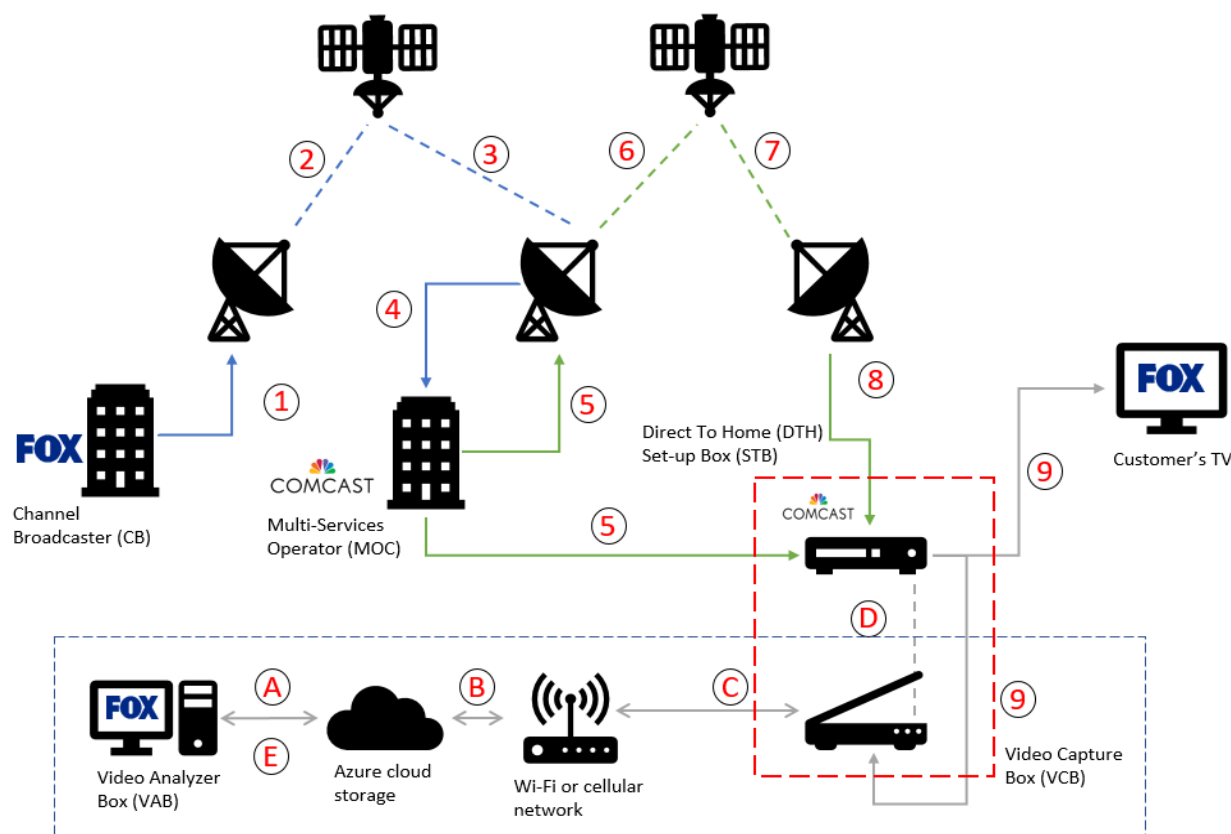 2
3
6
7
4
1
5
8
FOX
Channel
Broadcaster (CB)
COMCAST
Multi-Services
Operator (MOC)
5
Direct To Home (DTH)
Set-up Box (STB)
COMCAST
9
FOX
Customer's TV
D
A
B
C
9
E
FOX
Video Analyzer
Box (VAB)
Azure cloud
storage
Wi-Fi or cellular
network
Video Capture
Box (VCB)